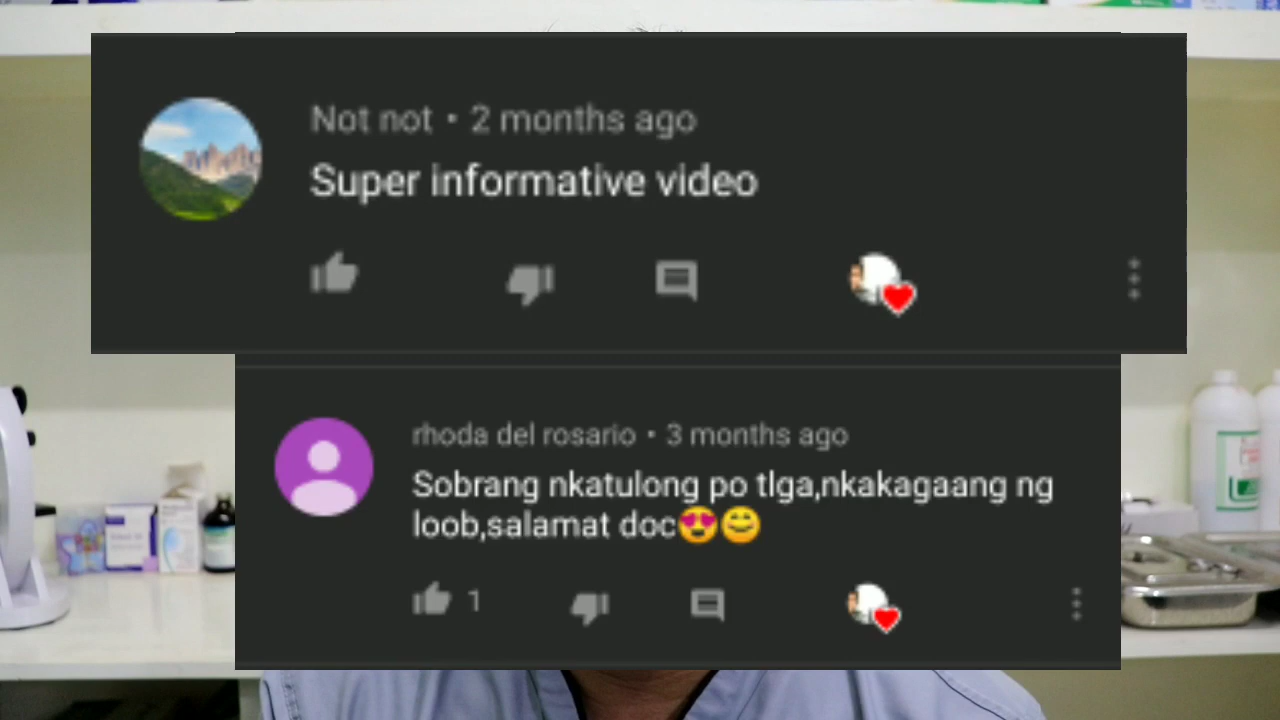 Not not • 2 months ago
Super informative video
rhoda del rosario • 3 months ago
Sobrang nkatulong po tlga,nkakagaang ng
loob,salamat doc😍😊
1